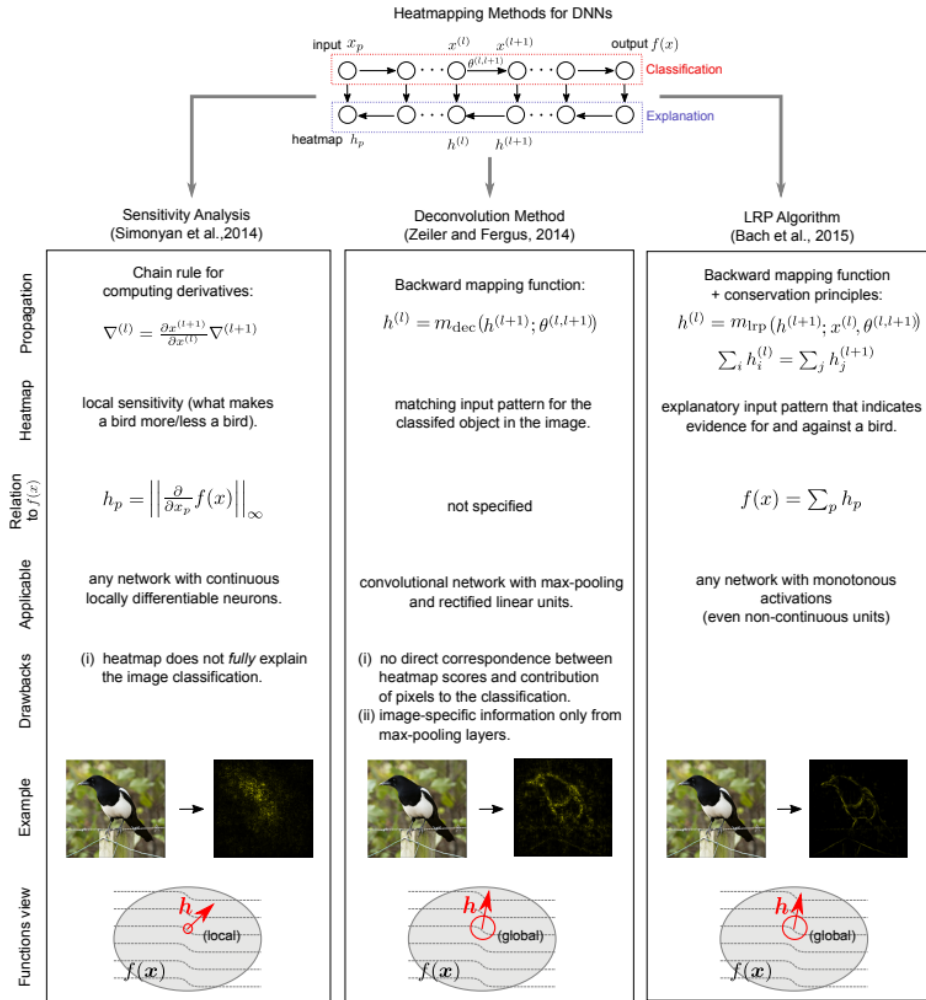 Heatmapping Methods for DNNs
input $x_p$
$x^{(l)}$
$x^{(l+1)}$
output $f(x)$
$\theta^{(l,l+1)}$
Classification
Explanation
heatmap $h_p$
$h^{(l)}$
$h^{(l+1)}$
Sensitivity Analysis
(Simonyan et al.,2014)
Deconvolution Method
(Zeiler and Fergus, 2014)
LRP Algorithm
(Bach et al., 2015)
Propagation
Chain rule for
computing derivatives:
$\nabla^{(l)} = \frac{\partial x^{(l+1)}}{\partial x^{(l)}} \nabla^{(l+1)}$
Backward mapping function:
$h^{(l)} = m_{\mathrm{dec}}(h^{(l+1)}; \theta^{(l,l+1)})$
Backward mapping function
+ conservation principles:
$h^{(l)} = m_{\mathrm{lrp}}(h^{(l+1)}; x^{(l)}, \theta^{(l,l+1)})$
$\sum_i h_i^{(l)} = \sum_j h_j^{(l+1)}$
Heatmap
local sensitivity (what makes
a bird more/less a bird).
matching input pattern for the
classifed object in the image.
explanatory input pattern that indicates
evidence for and against a bird.
Relation
to $f(x)$
$h_p = \left|\left| \frac{\partial}{\partial x_p} f(x) \right|\right|_\infty$
not specified
$f(x) = \sum_p h_p$
Applicable
any network with continuous
locally differentiable neurons.
convolutional network with max-pooling
and rectified linear units.
any network with monotonous
activations
(even non-continuous units)
Drawbacks
(i) heatmap does not fully explain
the image classification.
(i) no direct correspondence between
heatmap scores and contribution
of pixels to the classification.
(ii) image-specific information only from
max-pooling layers.
Example
Functions view
$h$
(local)
$f(x)$
$h$
(global)
$f(x)$
$h$
(global)
$f(x)$